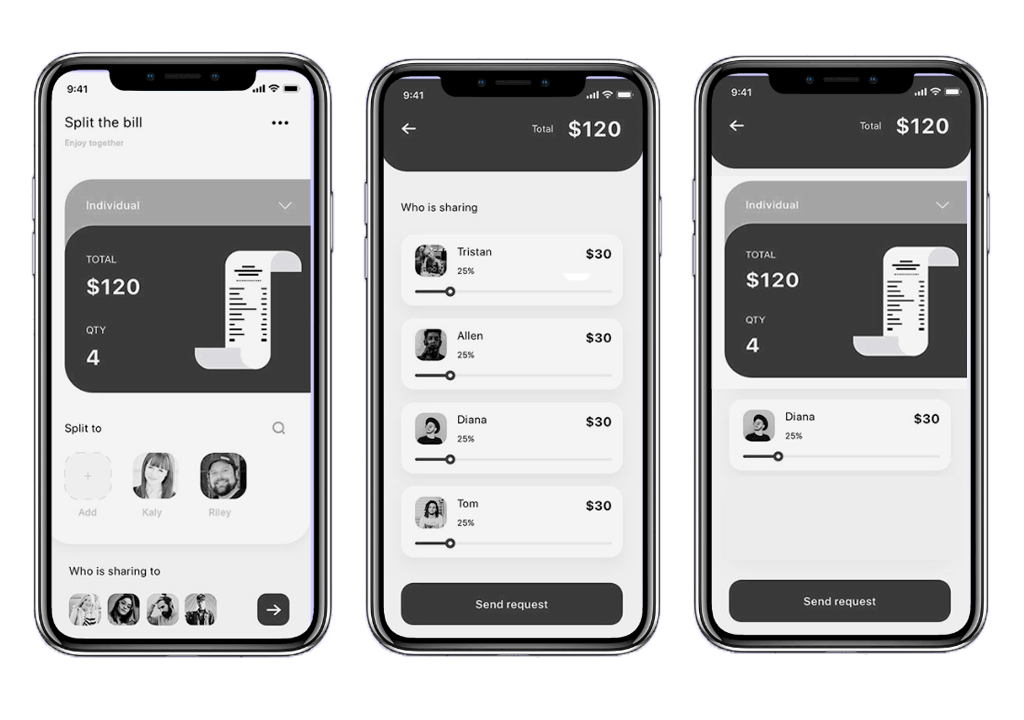 9:41
Split the bill
Enjoy together
Individual
TOTAL
$120
QTY
4
Split to
Add
Kaly
Riley
Who is sharing to
9:41
Total $120
Who is sharing
Tristan $30
25%
Allen $30
25%
Diana $30
25%
Tom $30
25%
Send request
9:41
Total $120
Individual
TOTAL
$120
QTY
4
Diana $30
25%
Send request